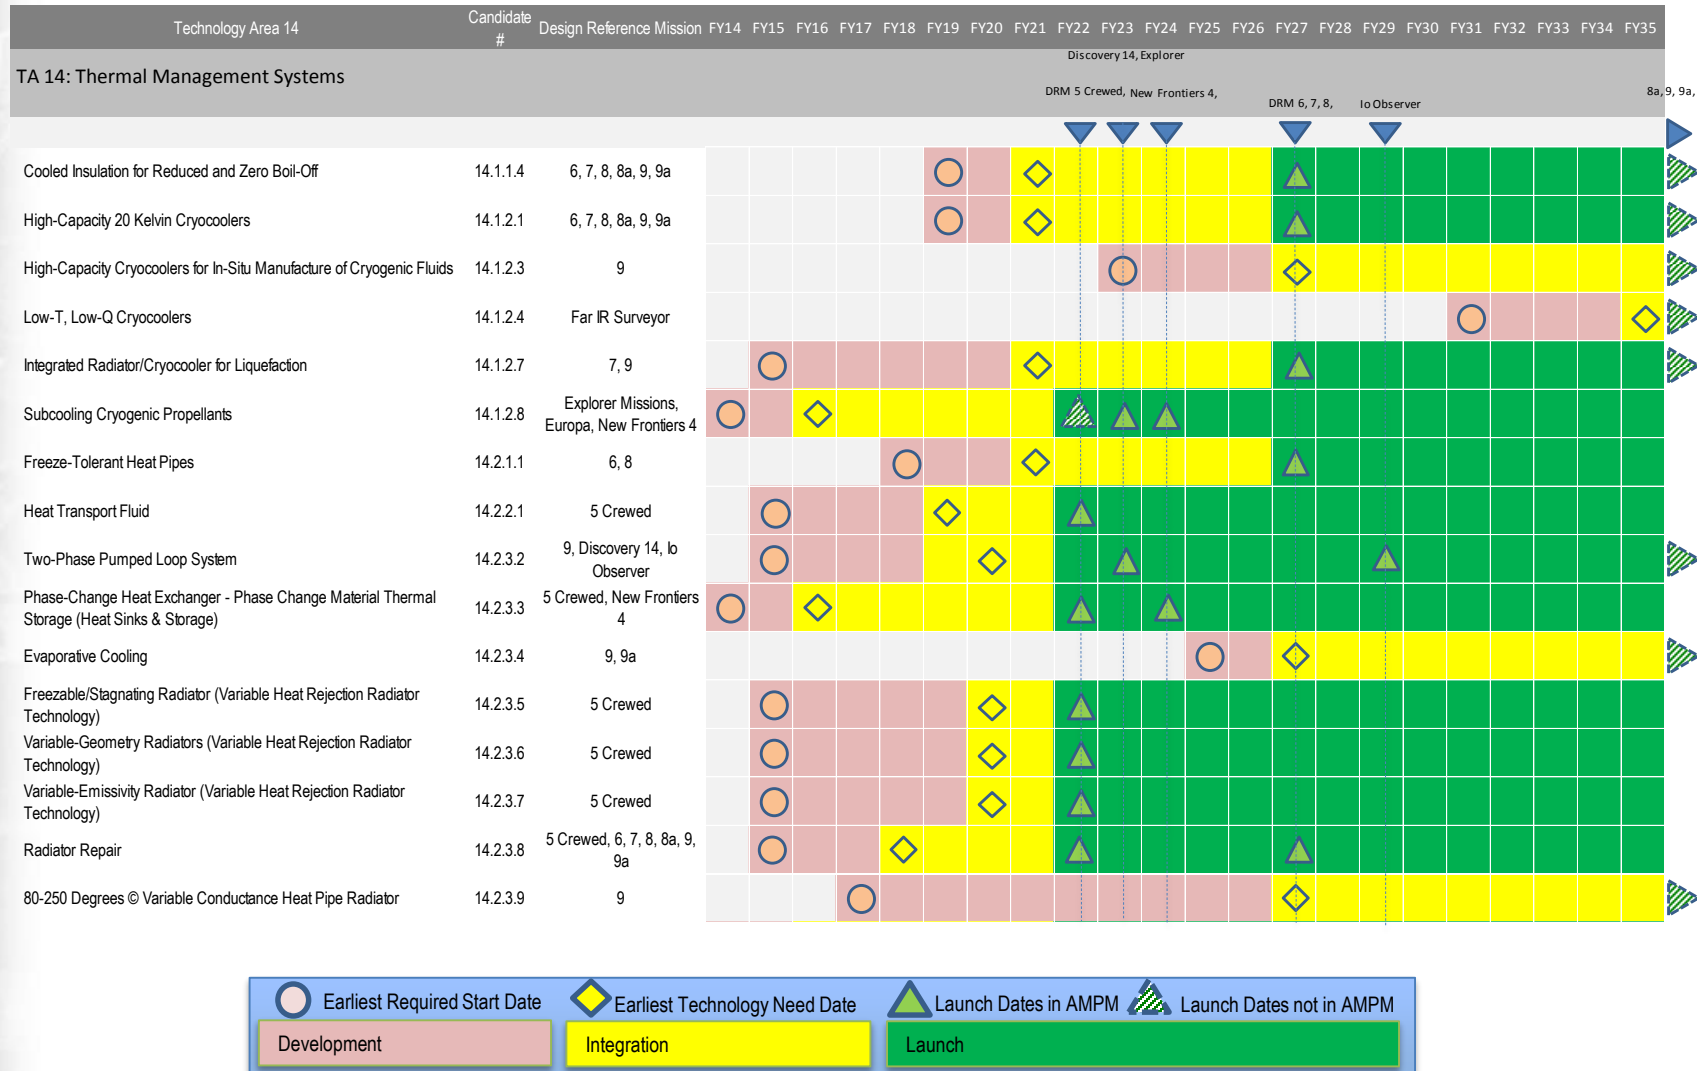 Technology Area 14 Candidate # Design Reference Mission FY14 FY15 FY16 FY17 FY18 FY19 FY20 FY21 FY22 FY23 FY24 FY25 FY26 FY27 FY28 FY29 FY30 FY31 FY32 FY33 FY34 FY35
Discovery 14, Explorer
TA 14: Thermal Management Systems
DRM 5 Crewed, New Frontiers 4,
DRM 6, 7, 8, Io Observer
8a, 9, 9a,
Cooled Insulation for Reduced and Zero Boil-Off 14.1.1.4 6, 7, 8, 8a, 9, 9a
High-Capacity 20 Kelvin Cryocoolers 14.1.2.1 6, 7, 8, 8a, 9, 9a
High-Capacity Cryocoolers for In-Situ Manufacture of Cryogenic Fluids 14.1.2.3 9
Low-T, Low-Q Cryocoolers 14.1.2.4 Far IR Surveyor
Integrated Radiator/Cryocooler for Liquefaction 14.1.2.7 7, 9
Subcooling Cryogenic Propellants 14.1.2.8 Explorer Missions,
Europa, New Frontiers 4
Freeze-Tolerant Heat Pipes 14.2.1.1 6, 8
Heat Transport Fluid 14.2.2.1 5 Crewed
Two-Phase Pumped Loop System 14.2.3.2 9, Discovery 14, Io
Observer
Phase-Change Heat Exchanger - Phase Change Material Thermal
Storage (Heat Sinks & Storage) 14.2.3.3 5 Crewed, New Frontiers
4
Evaporative Cooling 14.2.3.4 9, 9a
Freezable/Stagnating Radiator (Variable Heat Rejection Radiator
Technology) 14.2.3.5 5 Crewed
Variable-Geometry Radiators (Variable Heat Rejection Radiator
Technology) 14.2.3.6 5 Crewed
Variable-Emissivity Radiator (Variable Heat Rejection Radiator
Technology) 14.2.3.7 5 Crewed
Radiator Repair 14.2.3.8 5 Crewed, 6, 7, 8, 8a, 9,
9a
80-250 Degrees © Variable Conductance Heat Pipe Radiator 14.2.3.9 9
Earliest Required Start Date Earliest Technology Need Date Launch Dates in AMPM Launch Dates not in AMPM
Development Integration Launch